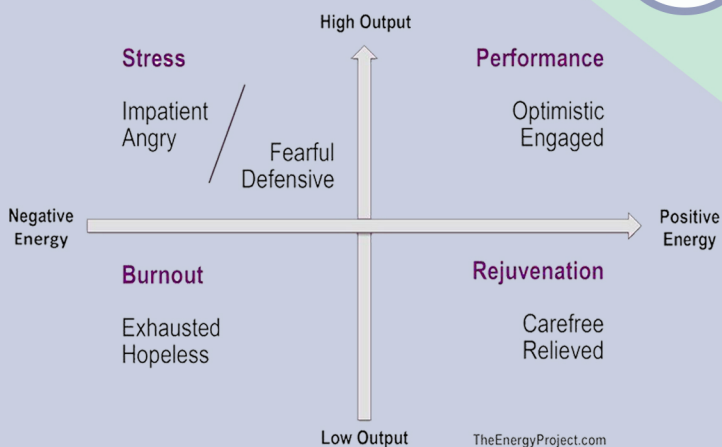 High Output
Stress
Impatient
Angry
Fearful
Defensive
Performance
Optimistic
Engaged
Negative
Energy
Positive
Energy
Burnout
Exhausted
Hopeless
Rejuvenation
Carefree
Relieved
Low Output
TheEnergyProject.com